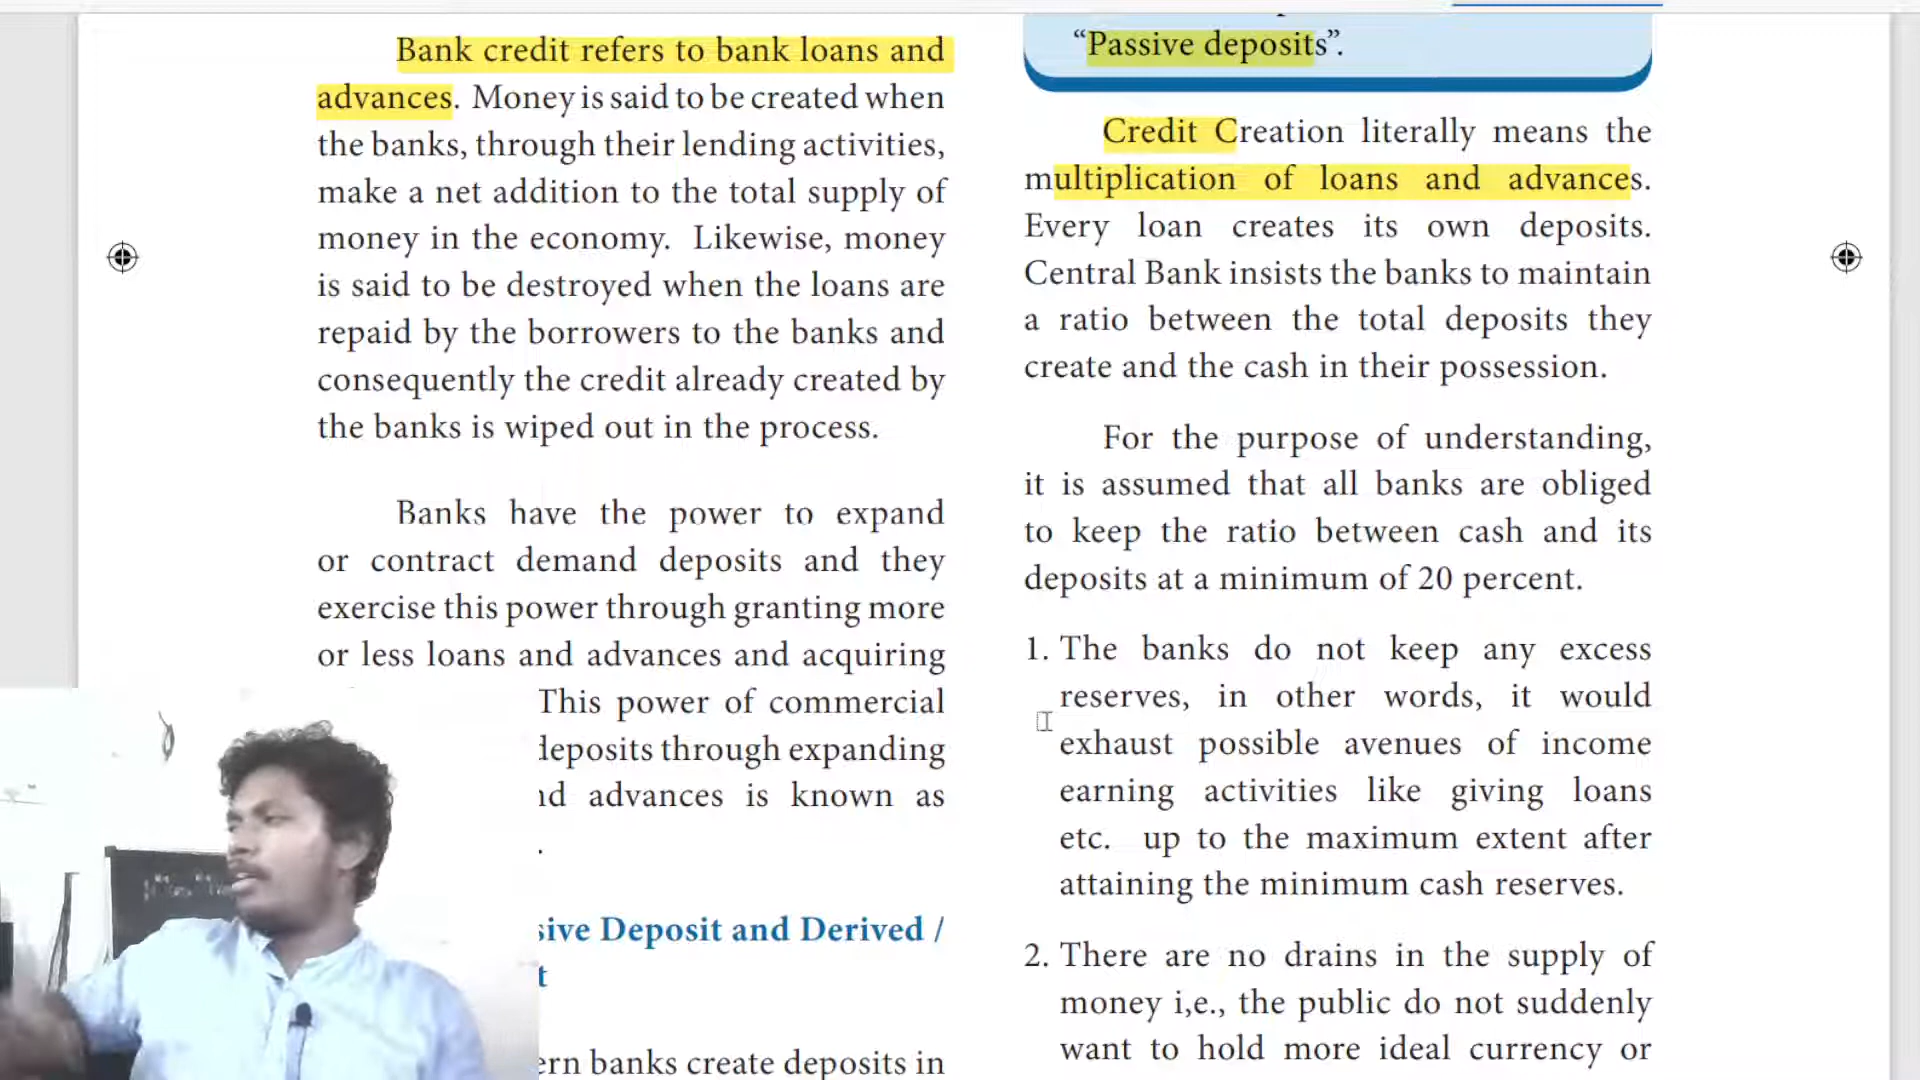 Bank credit refers to bank loans and
advances. Money is said to be created when
the banks, through their lending activities,
make a net addition to the total supply of
money in the economy. Likewise, money
is said to be destroyed when the loans are
repaid by the borrowers to the banks and
consequently the credit already created by
the banks is wiped out in the process.
Banks have the power to expand
or contract demand deposits and they
exercise this power through granting more
or less loans and advances and acquiring
This power of commercial
deposits through expanding
advances is known as
.
Deposit and Derived /
banks create deposits in
“Passive deposits”.
Credit Creation literally means the
multiplication of loans and advances.
Every loan creates its own deposits.
Central Bank insists the banks to maintain
a ratio between the total deposits they
create and the cash in their possession.
For the purpose of understanding,
it is assumed that all banks are obliged
to keep the ratio between cash and its
deposits at a minimum of 20 percent.
1. The banks do not keep any excess
reserves, in other words, it would
exhaust possible avenues of income
earning activities like giving loans
etc. up to the maximum extent after
attaining the minimum cash reserves.
2. There are no drains in the supply of
money i,e., the public do not suddenly
want to hold more ideal currency or